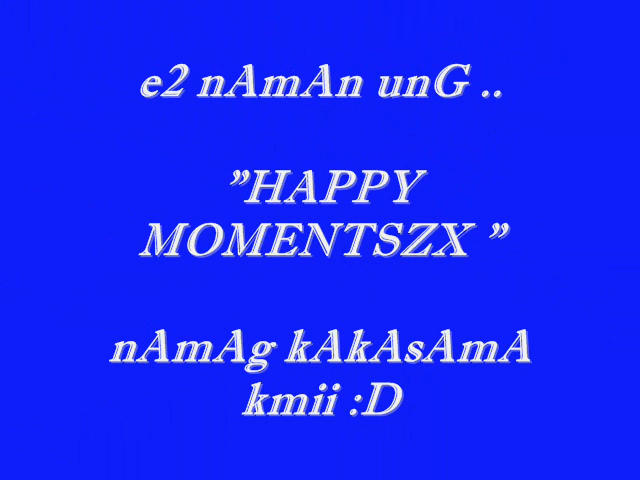 e2 nAmAn unG ..
”HAPPY
MOMENTSZX ”
nAmAg kAkAsAmA
kmii :D